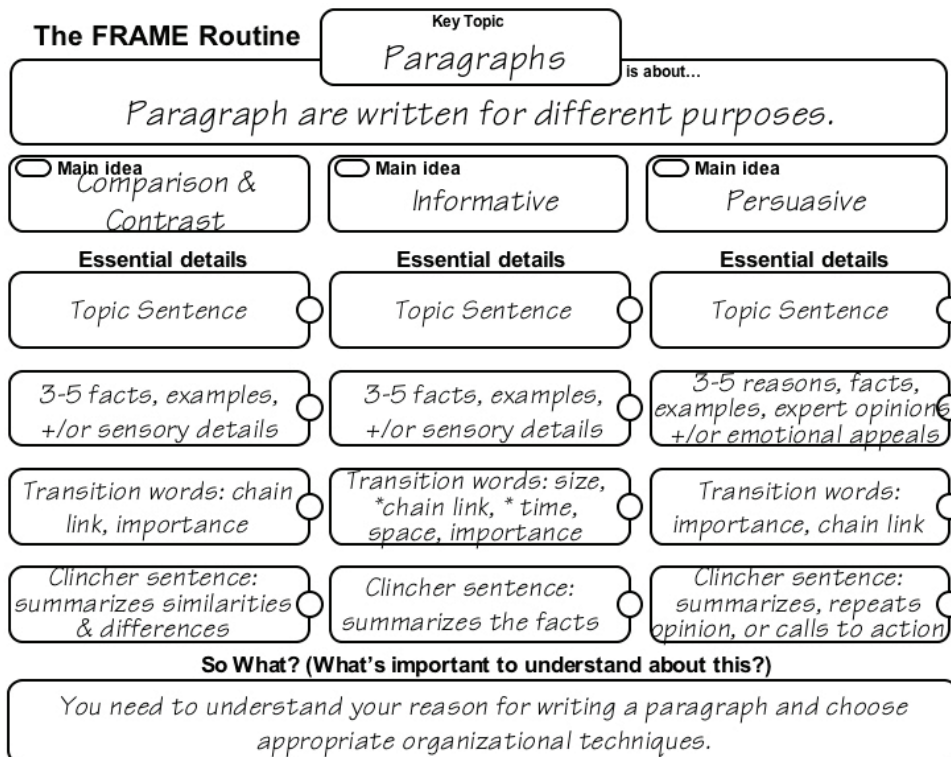 The FRAME Routine
Key Topic
Paragraphs
is about...
Paragraph are written for different purposes.
Main idea
Comparison &
Contrast
Main idea
Informative
Main idea
Persuasive
Essential details
Essential details
Essential details
Topic Sentence
Topic Sentence
Topic Sentence
3-5 facts, examples,
+/or sensory details
3-5 facts, examples,
+/or sensory details
3-5 reasons, facts,
examples, expert opinions
+/or emotional appeals
Transition words: chain
link, importance
Transition words: size,
*chain link, * time,
space, importance
Transition words:
importance, chain link
Clincher sentence:
summarizes similarities
& differences
Clincher sentence:
summarizes the facts
Clincher sentence:
summarizes, repeats
opinion, or calls to action
So What? (What's important to understand about this?)
You need to understand your reason for writing a paragraph and choose
appropriate organizational techniques.